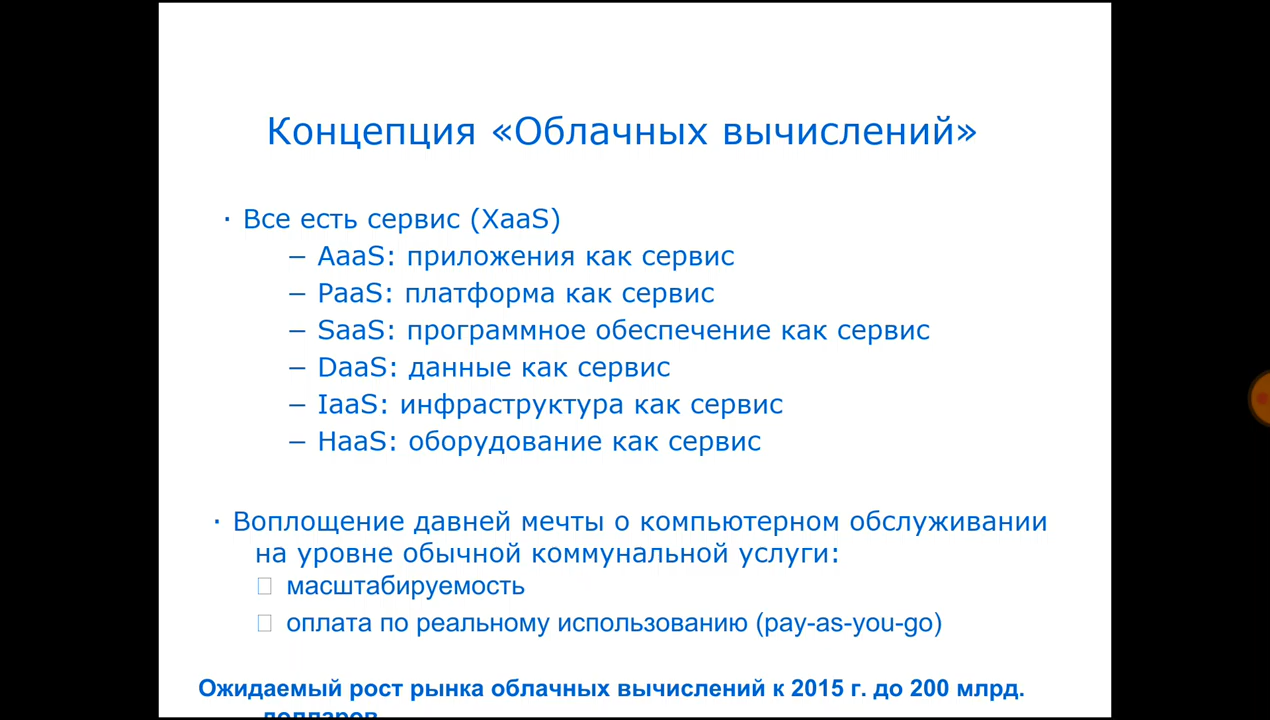 Концепция «Облачных вычислений»
· Все есть сервис (XaaS)
– AaaS: приложения как сервис
– PaaS: платформа как сервис
– SaaS: программное обеспечение как сервис
– DaaS: данные как сервис
– IaaS: инфраструктура как сервис
– HaaS: оборудование как сервис
· Воплощение давней мечты о компьютерном обслуживании
на уровне обычной коммунальной услуги:
масштабируемость
оплата по реальному использованию (pay-as-you-go)
Ожидаемый рост рынка облачных вычислений к 2015 г. до 200 млрд.
долларов